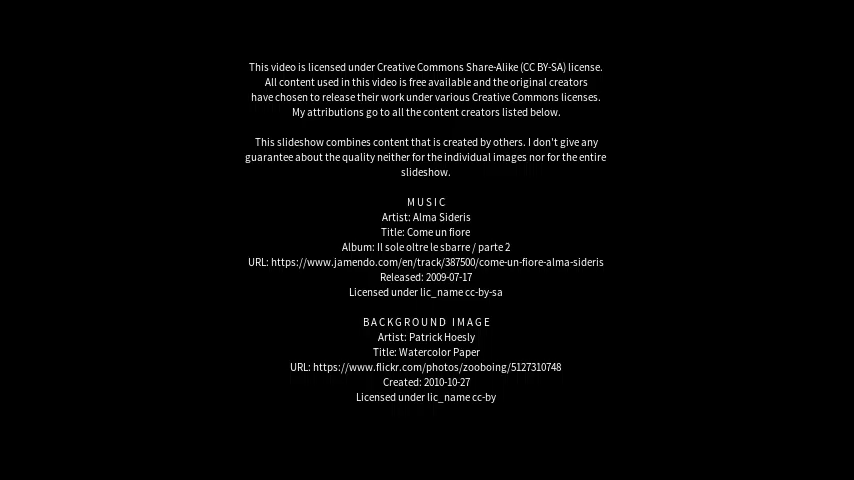 This video is licensed under Creative Commons Share-Alike (CC BY-SA) license.
All content used in this video is free available and the original creators
have chosen to release their work under various Creative Commons licenses.
My attributions go to all the content creators listed below.
This slideshow combines content that is created by others. I don't give any
guarantee about the quality neither for the individual images nor for the entire
slideshow.
MUSIC
Artist: Alma Sideris
Title: Come un fiore
Album: Il sole oltre le sbarre / parte 2
URL: https://www.jamendo.com/en/track/387500/come-un-fiore-alma-sideris
Released: 2009-07-17
Licensed under lic_name cc-by-sa
BACKGROUND IMAGE
Artist: Patrick Hoesly
Title: Watercolor Paper
URL: https://www.flickr.com/photos/zooboing/5127310748
Created: 2010-10-27
Licensed under lic_name cc-by